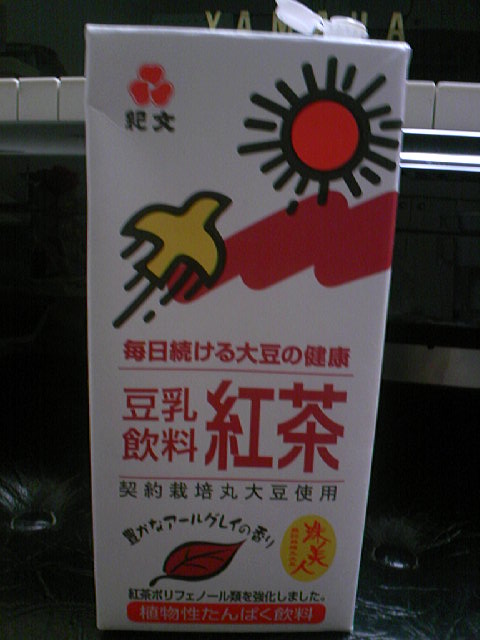 YAMAHA
紀文
毎日続ける大豆の健康
豆乳
飲料
紅茶
契約栽培丸大豆使用
豊かなアールグレイの香り
茶美人
紅茶ポリフェノール類を強化しました。
植物性たんぱく飲料